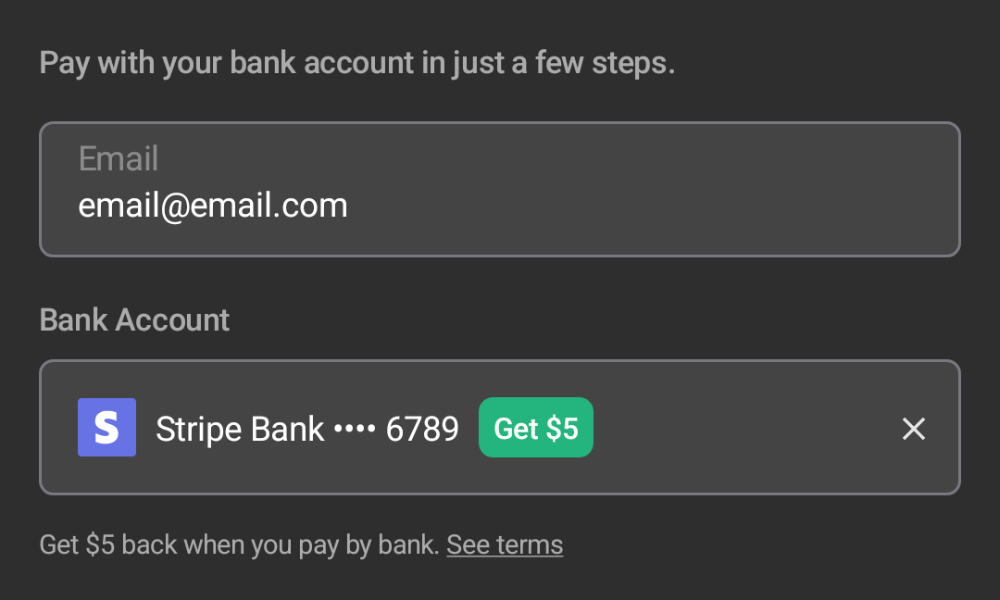 Pay with your bank account in just a few steps.
Email
email@email.com
Bank Account
S Stripe Bank •••• 6789 Get $5
Get $5 back when you pay by bank. See terms